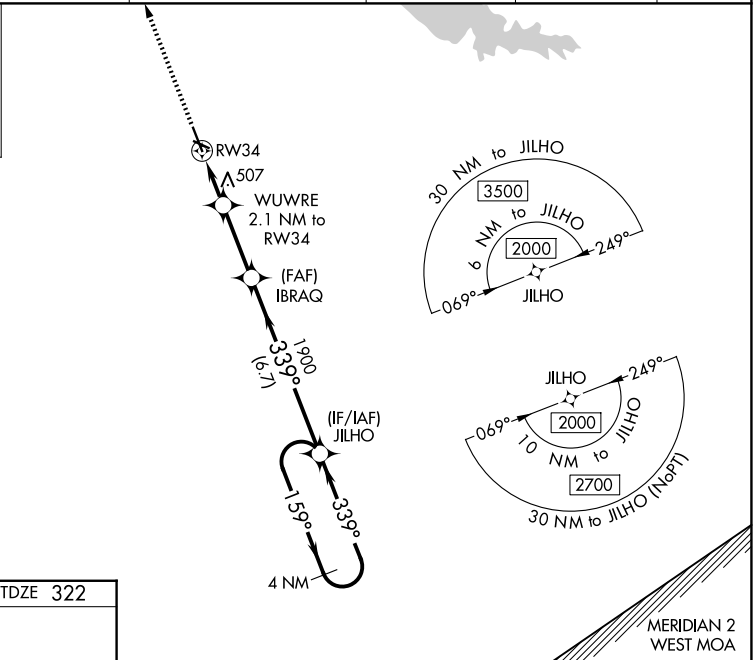 RW34
507
WUWRE
2.1 NM to
RW34
(FAF)
IBRAQ
1900
339°
(6.7)
(IF/IAF)
JILHO
159°
339°
4 NM
30 NM to JILHO
3500
6 NM to JILHO
2000
249°
069°
JILHO
JILHO
249°
069°
2000
10 NM to JILHO
2700
30 NM to JILHO (NoPT)
TDZE 322
MERIDIAN 2
WEST MOA